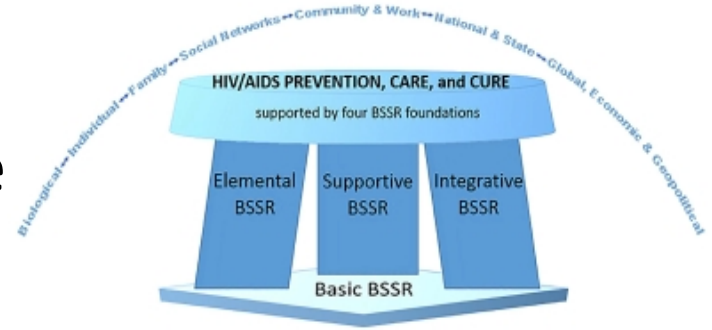 Biological↔Individual↔Family↔Social Networks↔Community & Work↔National & State↔Global, Economic & Geopolitical
HIV/AIDS PREVENTION, CARE, and CURE
supported by four BSSR foundations
e
Elemental
BSSR
Supportive
BSSR
Integrative
BSSR
Basic BSSR